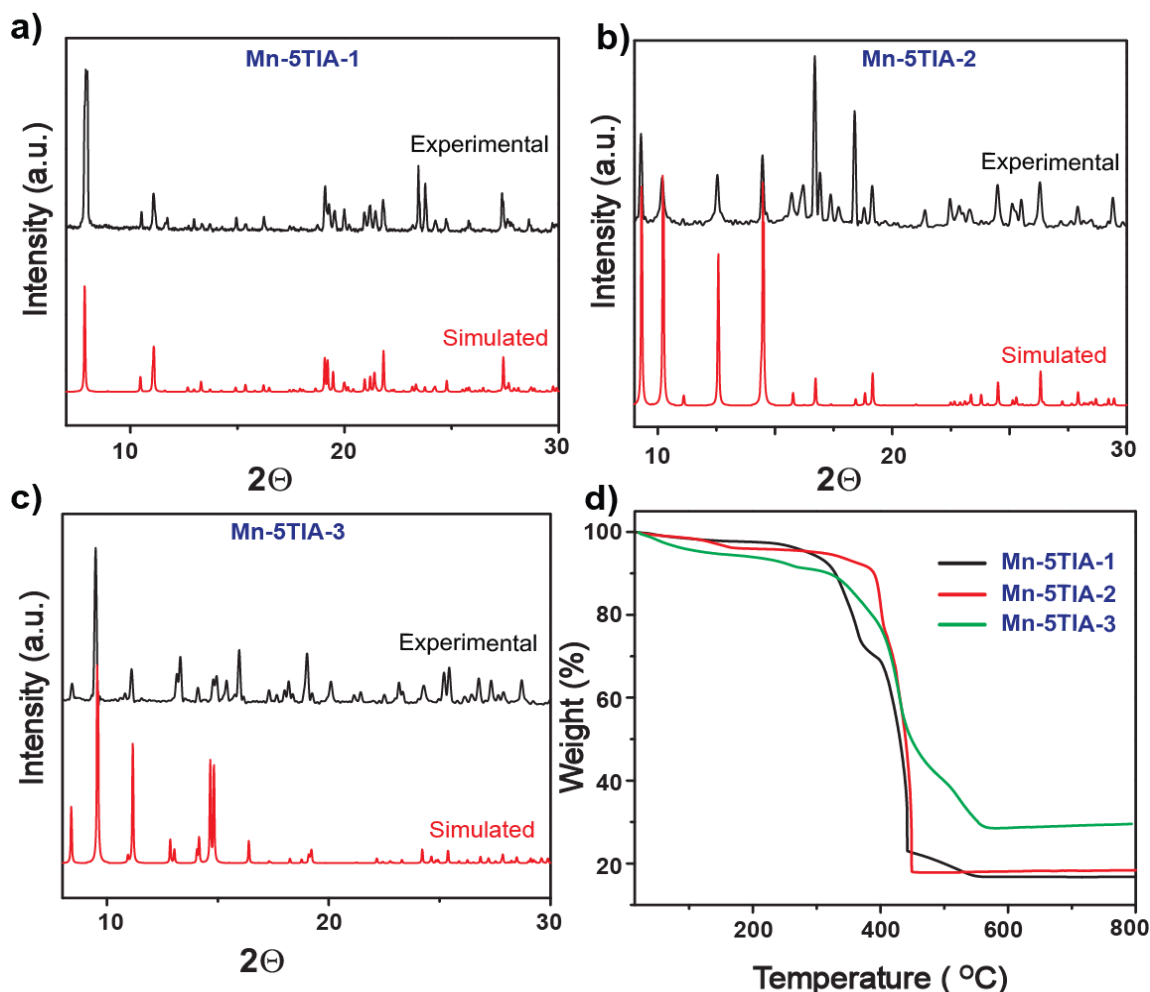 a)
Mn-5TIA-1
Intensity (a.u.)
Experimental
Simulated
10
20
30
2Θ
b)
Mn-5TIA-2
Intensity (a.u.)
Experimental
Simulated
10
20
30
2Θ
c)
Mn-5TIA-3
Intensity (a.u.)
Experimental
Simulated
10
20
30
2Θ
d)
Weight (%)
100
80
60
40
20
Mn-5TIA-1
Mn-5TIA-2
Mn-5TIA-3
200
400
600
800
Temperature ( ᴼC)